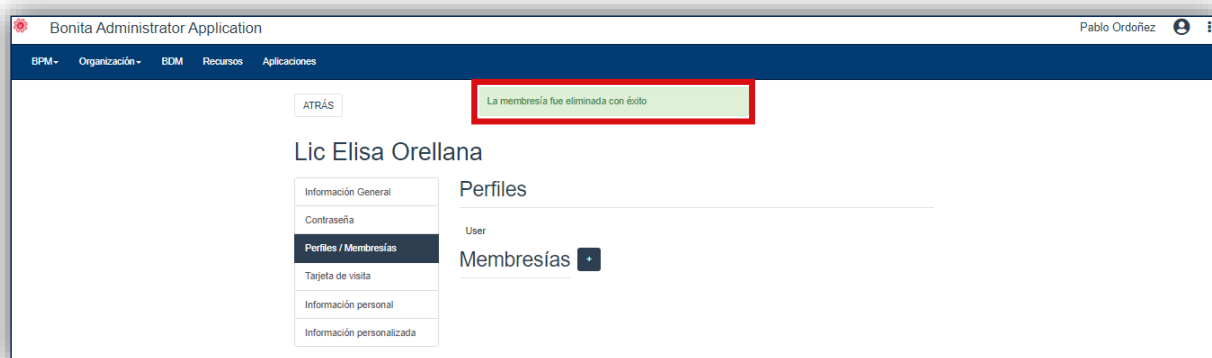 Bonita Administrator Application
Pablo Ordoñez
BPM Organización BDM Recursos Aplicaciones
ATRÁS
La membresía fue eliminada con éxito
Lic Elisa Orellana
Información General
Contraseña
Perfiles / Membresías
Tarjeta de visita
Información personal
Información personalizada
Perfiles
User
Membresías +